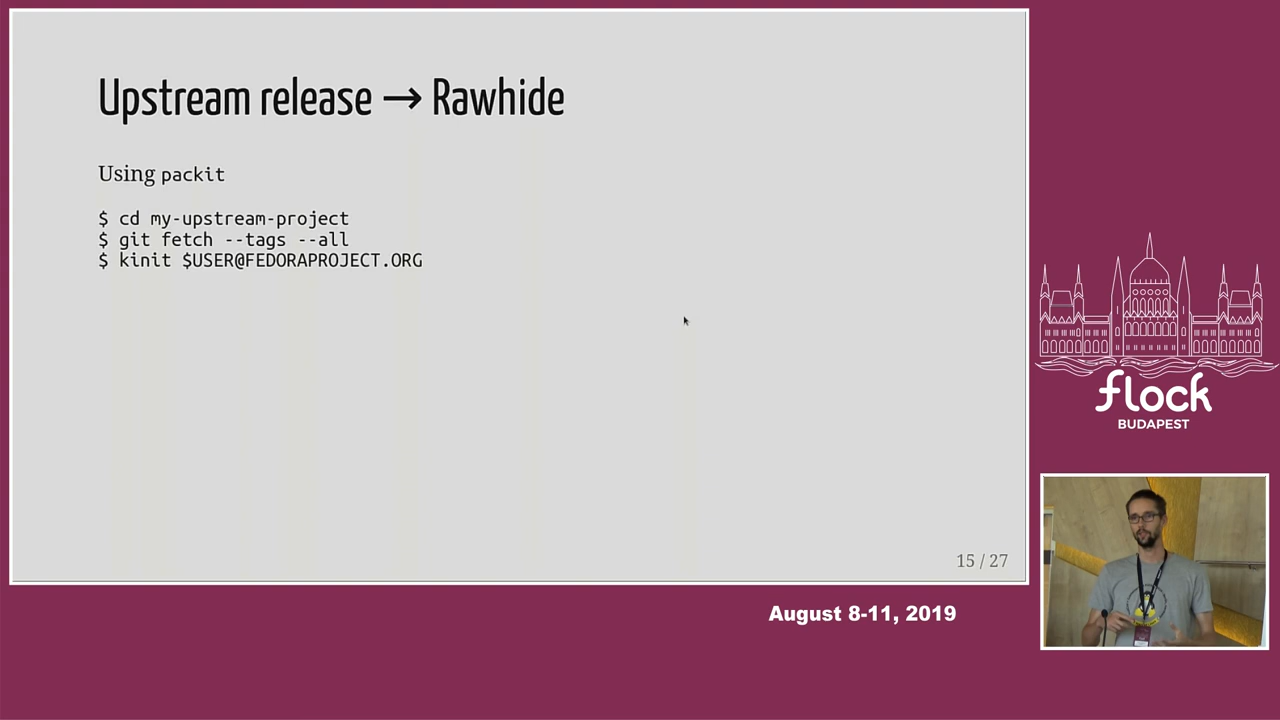 Upstream release → Rawhide
Using packit
$ cd my-upstream-project
$ git fetch --tags --all
$ kinit $USER@FEDORAPROJECT.ORG
15 / 27
flock
BUDAPEST
August 8-11, 2019